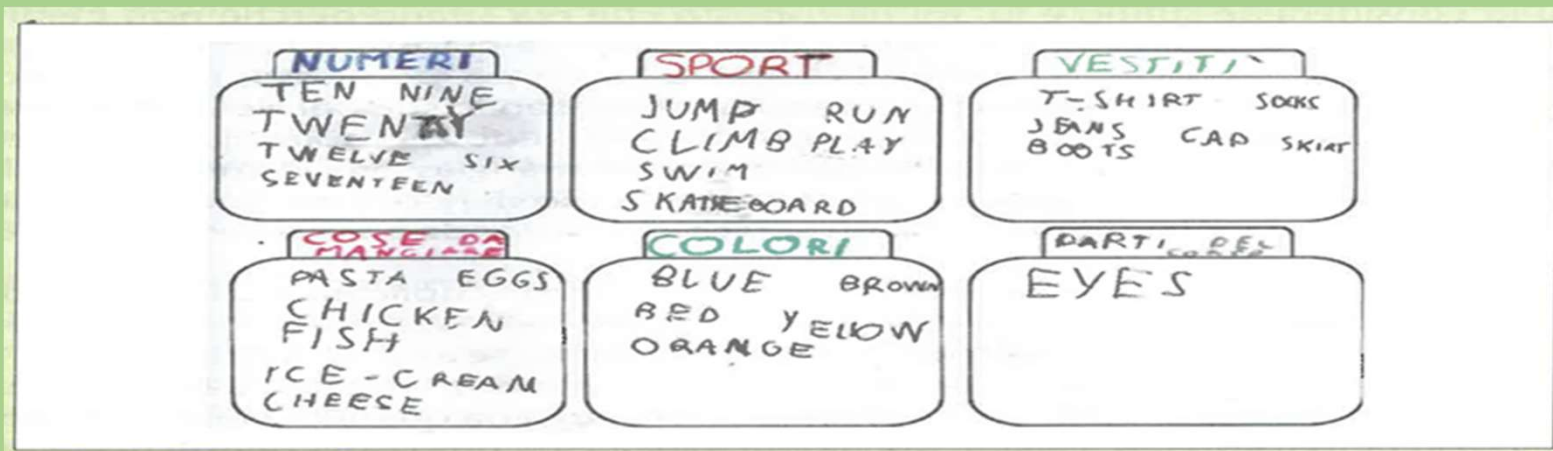 NUMERI
TEN NINE
TWENTY
TWELVE SIX
SEVENTEEN
SPORT
JUMP RUN
CLIMB PLAY
SWIM
SKATEBOARD
VESTITI
T-SHIRT SOCKS
JEANS CAP SKIRT
BOOTS
COSE DA
MANGIARE
PASTA EGGS
CHICKEN
FISH
ICE-CREAM
CHEESE
COLORI
BLUE BROWN
RED YELLOW
ORANGE
PARTI DEL
CORPO
EYES